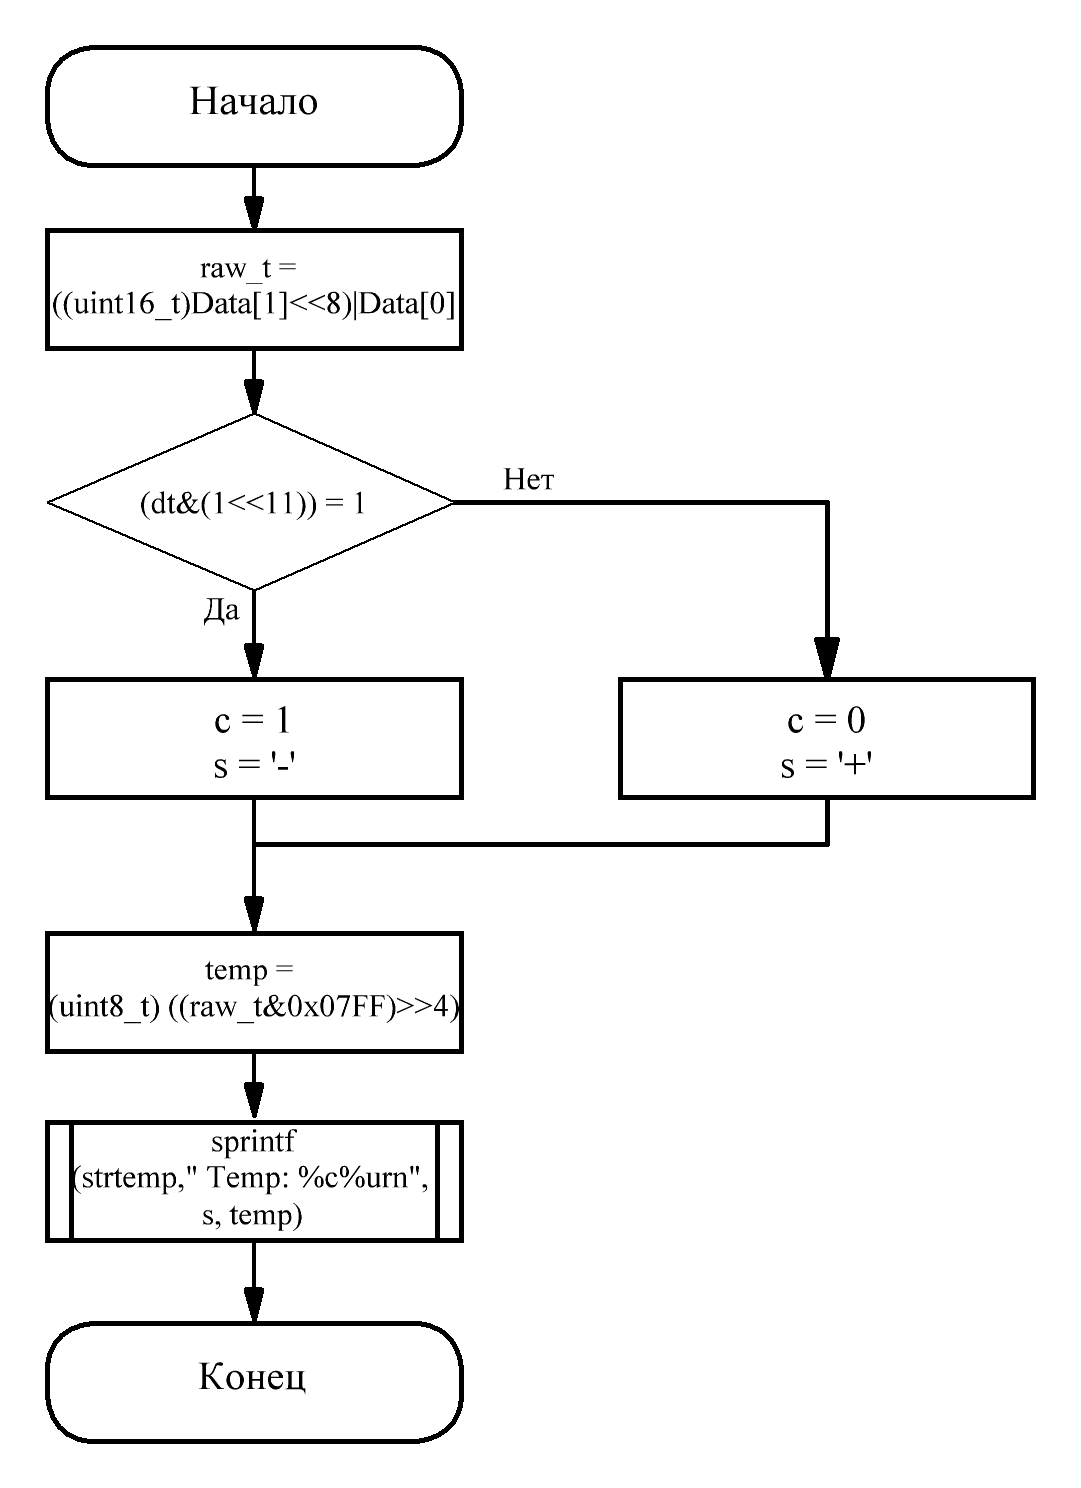 Начало
raw_t =
((uint16_t)Data[1]<<8)|Data[0]
(dt&(1<<11)) = 1
Нет
Да
c = 1
s = '-'
c = 0
s = '+'
temp =
(uint8_t) ((raw_t&0x07FF)>>4)
sprintf
(strtemp," Temp: %c%urn",
s, temp)
Конец